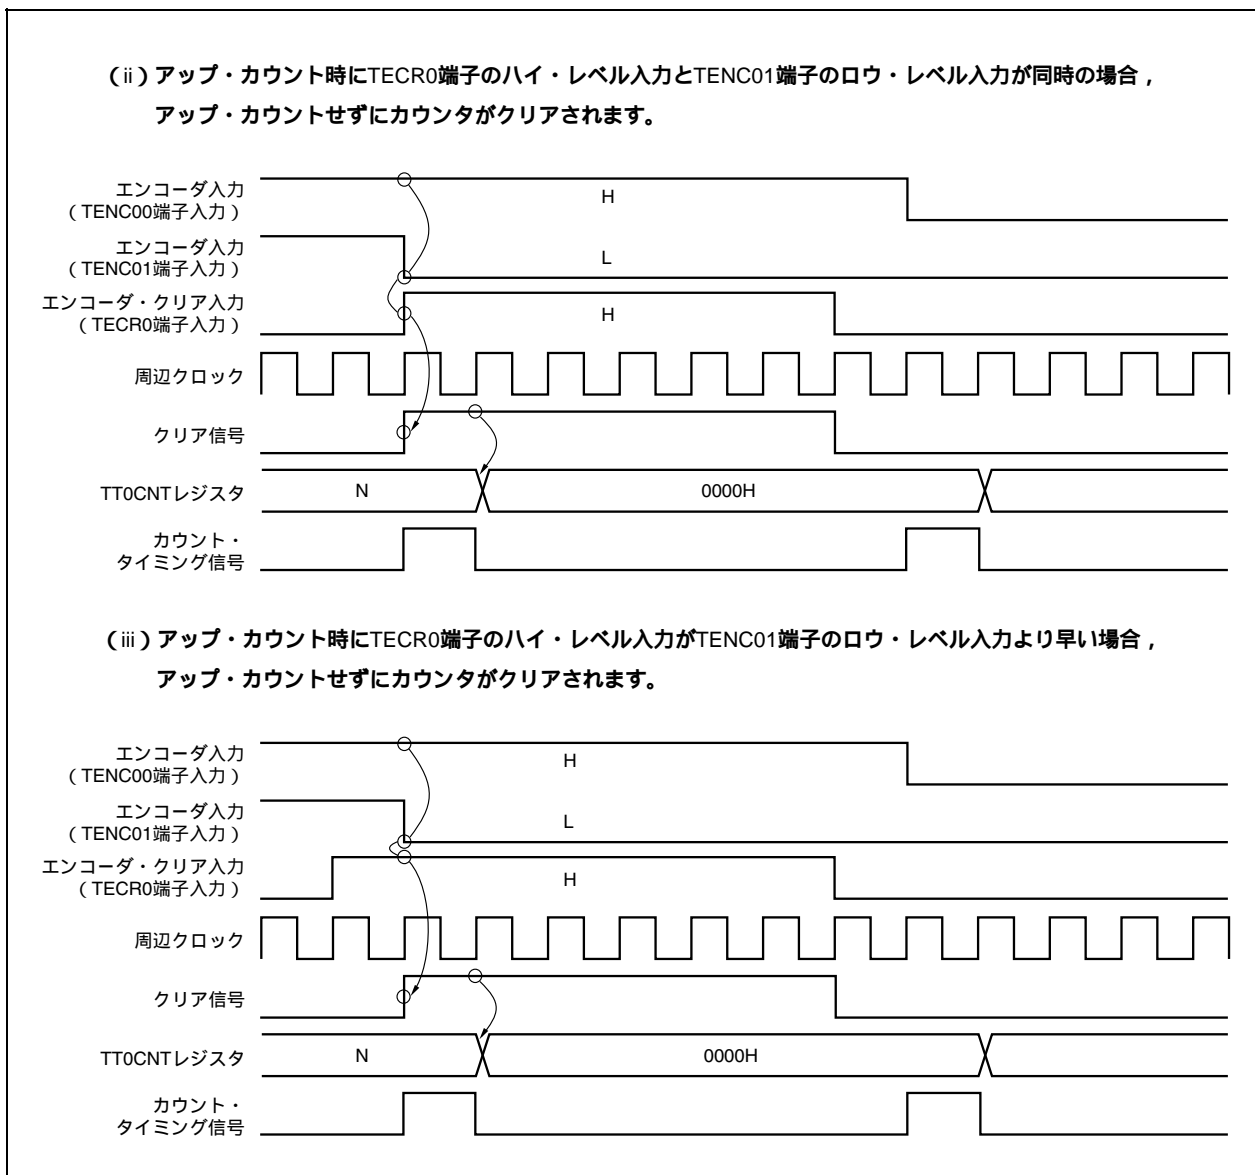 （ii）アップ・カウント時にTECR0端子のハイ・レベル入力とTENC01端子のロウ・レベル入力が同時の場合，
アップ・カウントせずにカウンタがクリアされます。
エンコーダ入力
（TENC00端子入力）
H
エンコーダ入力
（TENC01端子入力）
L
エンコーダ・クリア入力
（TECR0端子入力）
H
周辺クロック
クリア信号
TT0CNTレジスタ
N
0000H
カウント・
タイミング信号
（iii）アップ・カウント時にTECR0端子のハイ・レベル入力がTENC01端子のロウ・レベル入力より早い場合，
アップ・カウントせずにカウンタがクリアされます。
エンコーダ入力
（TENC00端子入力）
H
エンコーダ入力
（TENC01端子入力）
L
エンコーダ・クリア入力
（TECR0端子入力）
H
周辺クロック
クリア信号
TT0CNTレジスタ
N
0000H
カウント・
タイミング信号